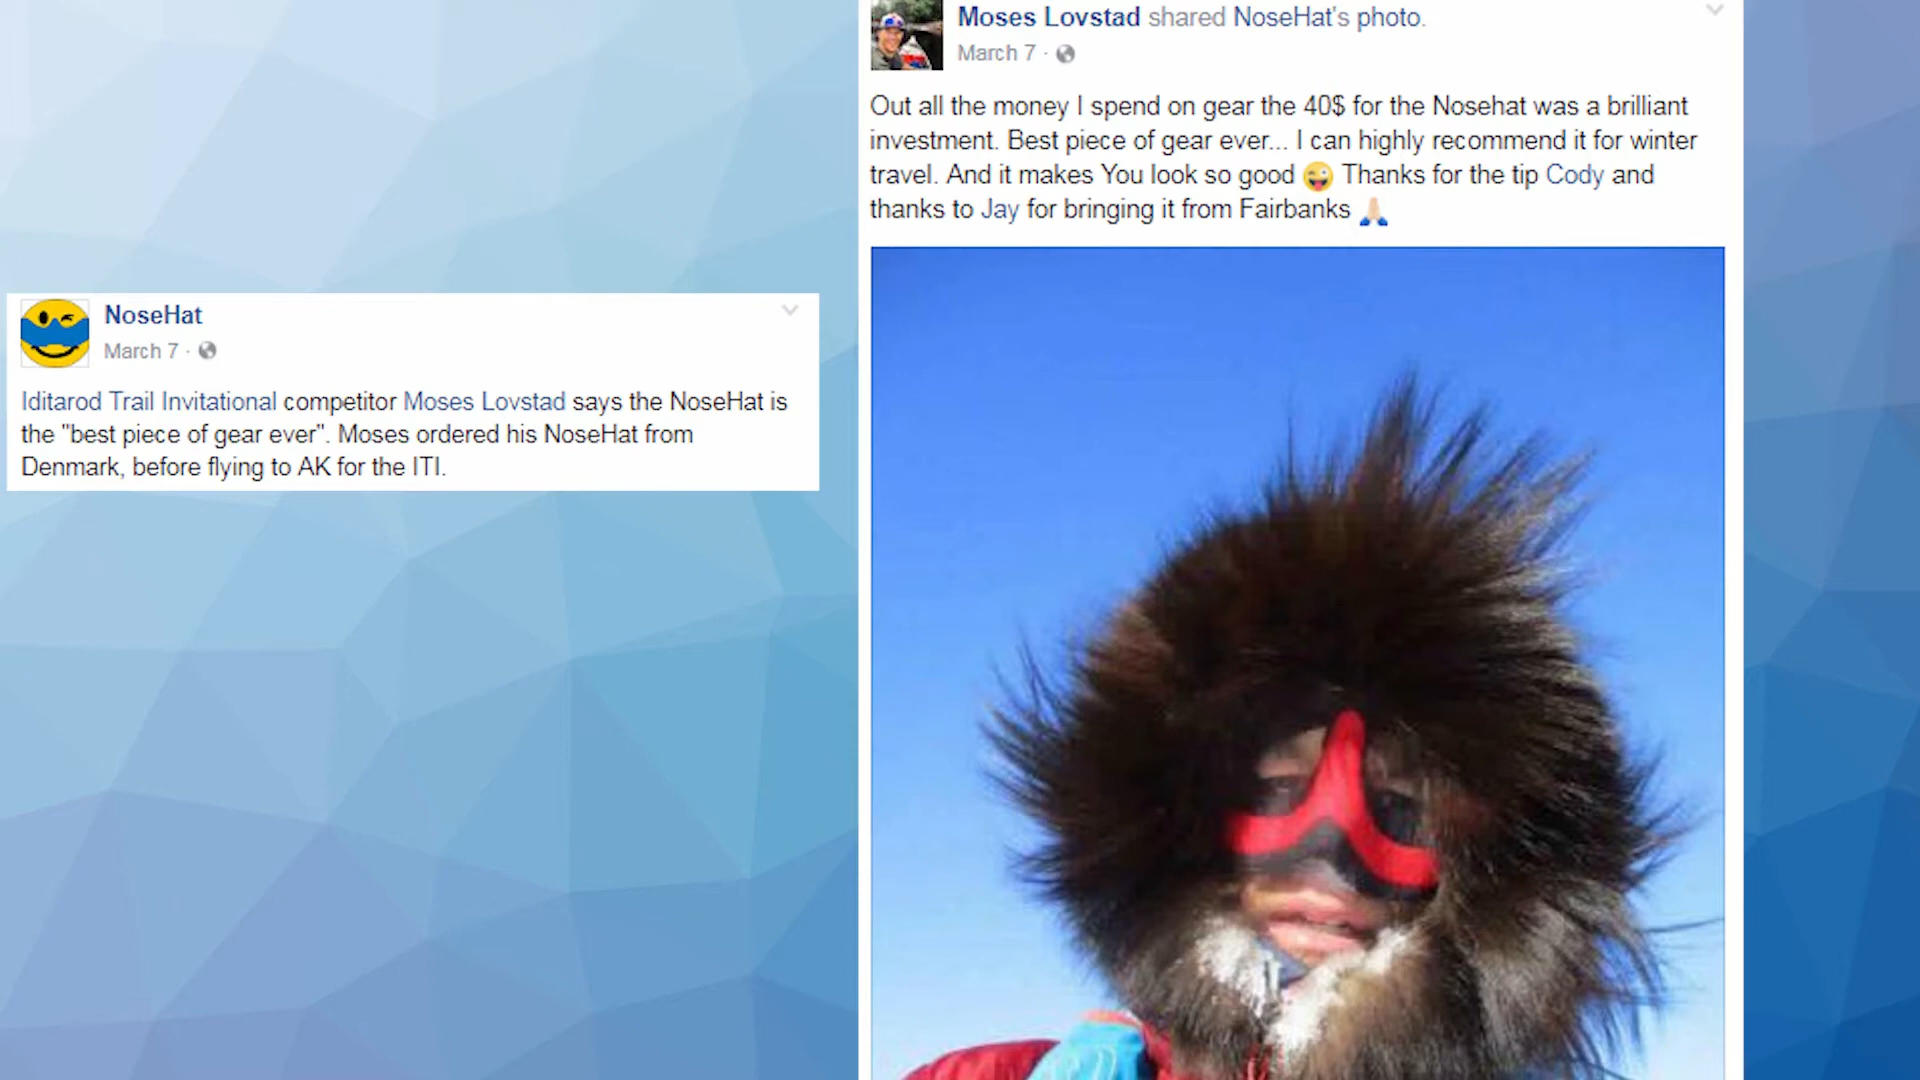 NoseHat
March 7 ·
Iditarod Trail Invitational competitor Moses Lovstad says the NoseHat is
the "best piece of gear ever". Moses ordered his NoseHat from
Denmark, before flying to AK for the ITI.
Moses Lovstad shared NoseHat's photo.
March 7 ·
Out all the money I spend on gear the 40$ for the Nosehat was a brilliant
investment. Best piece of gear ever... I can highly recommend it for winter
travel. And it makes You look so good 😜 Thanks for the tip Cody and
thanks to Jay for bringing it from Fairbanks 🙏🏻